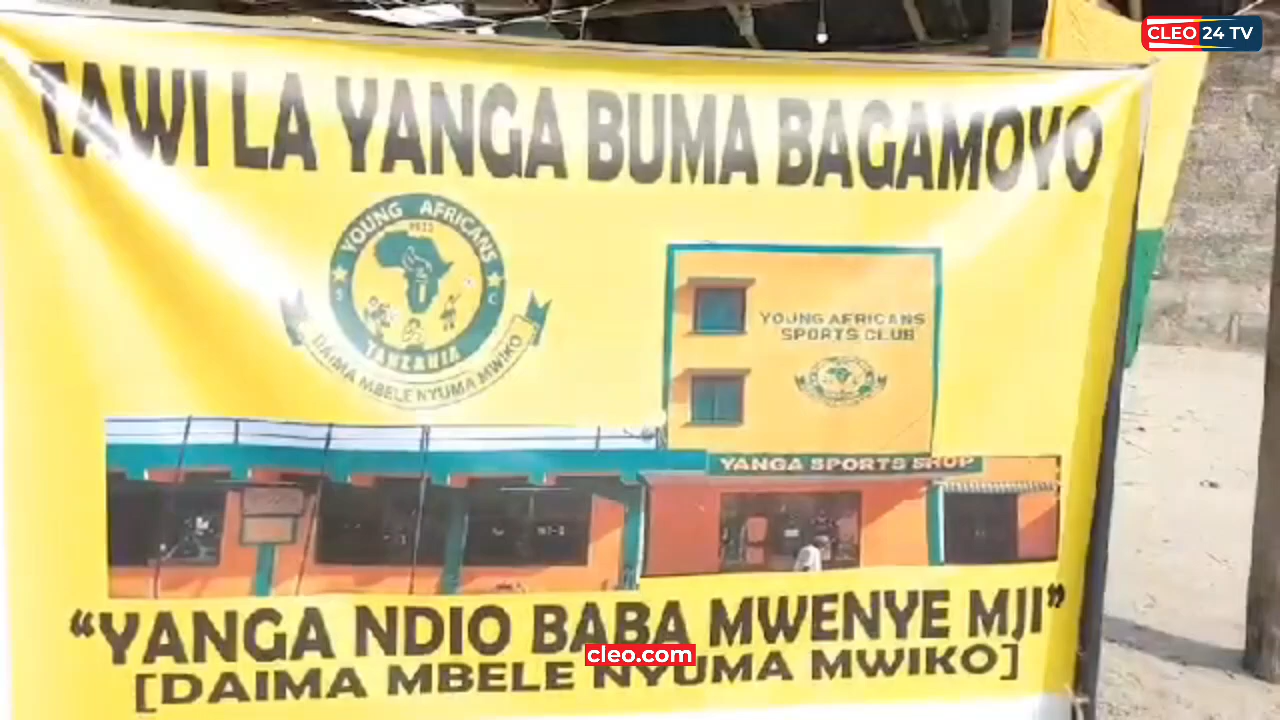 CLEO 24 TV
TAWI LA YANGA BUMA BAGAMOYO
YOUNG AFRICANS
1935
S C
TANZANIA
DAIMA MBELE NYUMA MWIKO
YOUNG AFRICANS
SPORTS CLUB
YANGA SPORTS SHOP
"YANGA NDIO BABA MWENYE MJI"
cleo.com
[DAIMA MBELE NYUMA MWIKO]